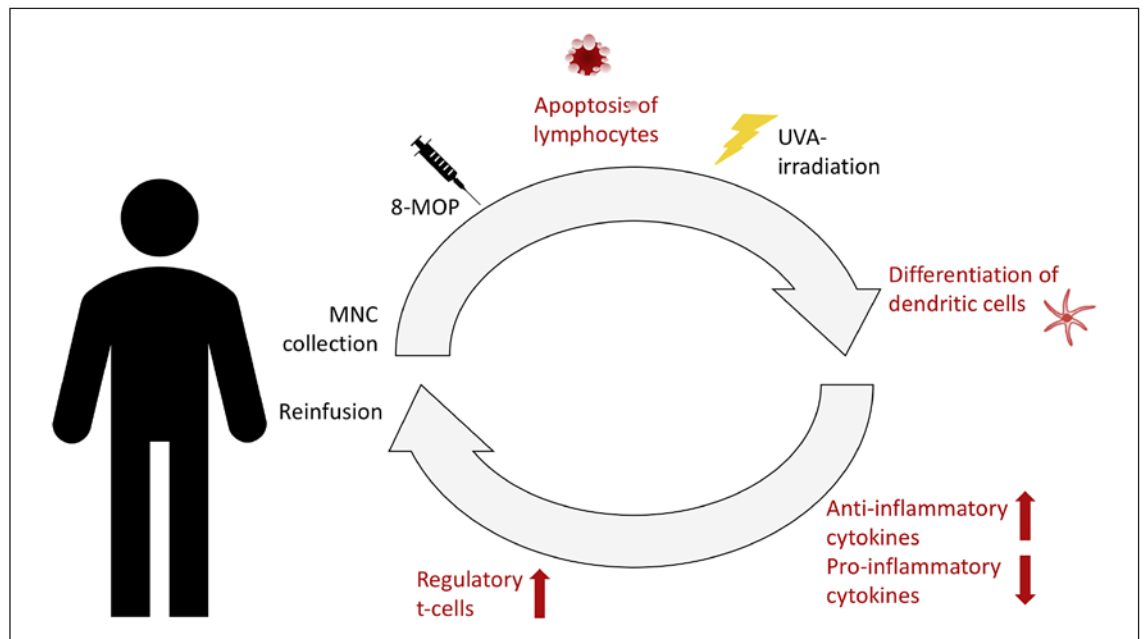 Apoptosis of
lymphocytes
UVA-
irradiation
8-MOP
Differentiation of
dendritic cells
MNC
collection
Reinfusion
Anti-inflammatory
cytokines
Pro-inflammatory
cytokines
Regulatory
t-cells